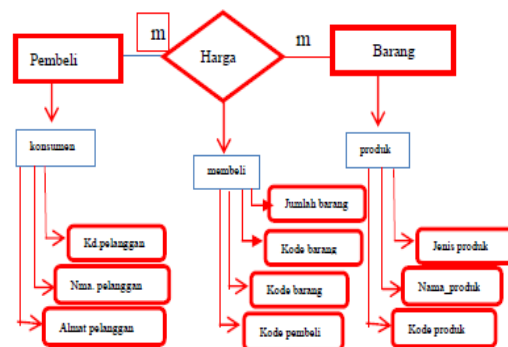 Pembeli
m
Harga
m
Barang
konsumen
membeli
produk
Jumlah barang
Kd.pelanggan
Kode barang
Jenis produk
Nma. pelanggan
Kode barang
Nama_produk
Almat pelanggan
Kode pembeli
Kode produk